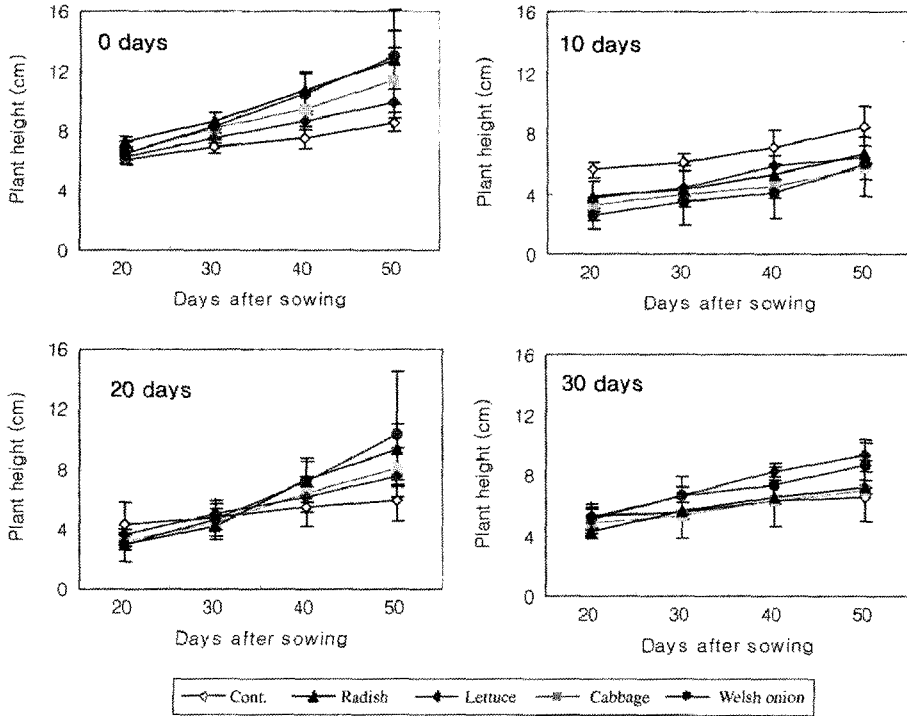 0 days
Plant height (cm)
16
12
8
4
0
20 30 40 50
Days after sowing
10 days
Plant height (cm)
16
12
8
4
0
20 30 40 50
Days after sowing
20 days
Plant height (cm)
16
12
8
4
0
20 30 40 50
Days after sowing
30 days
Plant height (cm)
16
12
8
4
0
20 30 40 50
Days after sowing
Cont. Radish Lettuce Cabbage Welsh onion